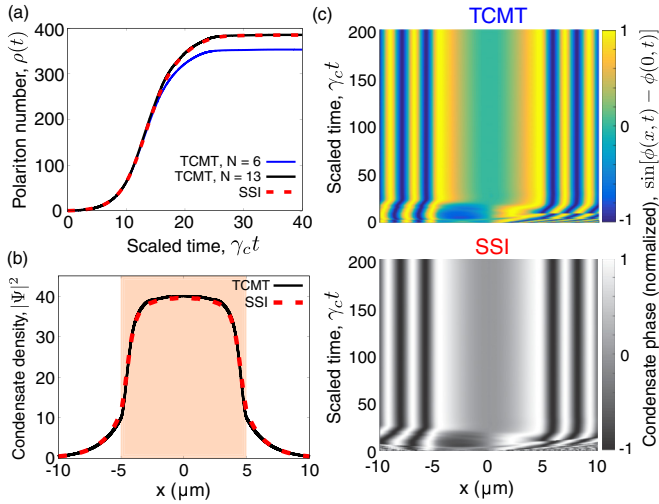 (a)
Polariton number, ρ(t)
400
300
200
100
0
TCMT, N = 6
TCMT, N = 13
SSI
0 10 20 30 40
Scaled time, γ_c t
(b)
Condensate density, |Ψ|²
40
30
20
10
0
TCMT
SSI
-10 -5 0 5 10
x (μm)
(c)
TCMT
Scaled time, γ_c t
200
150
100
50
0
1
0
-1
SSI
Scaled time, γ_c t
200
150
100
50
0
-10 -5 0 5 10
x (μm)
1
0
-1
Condensate phase (normalized), sin[φ(x, t) − φ(0, t)]